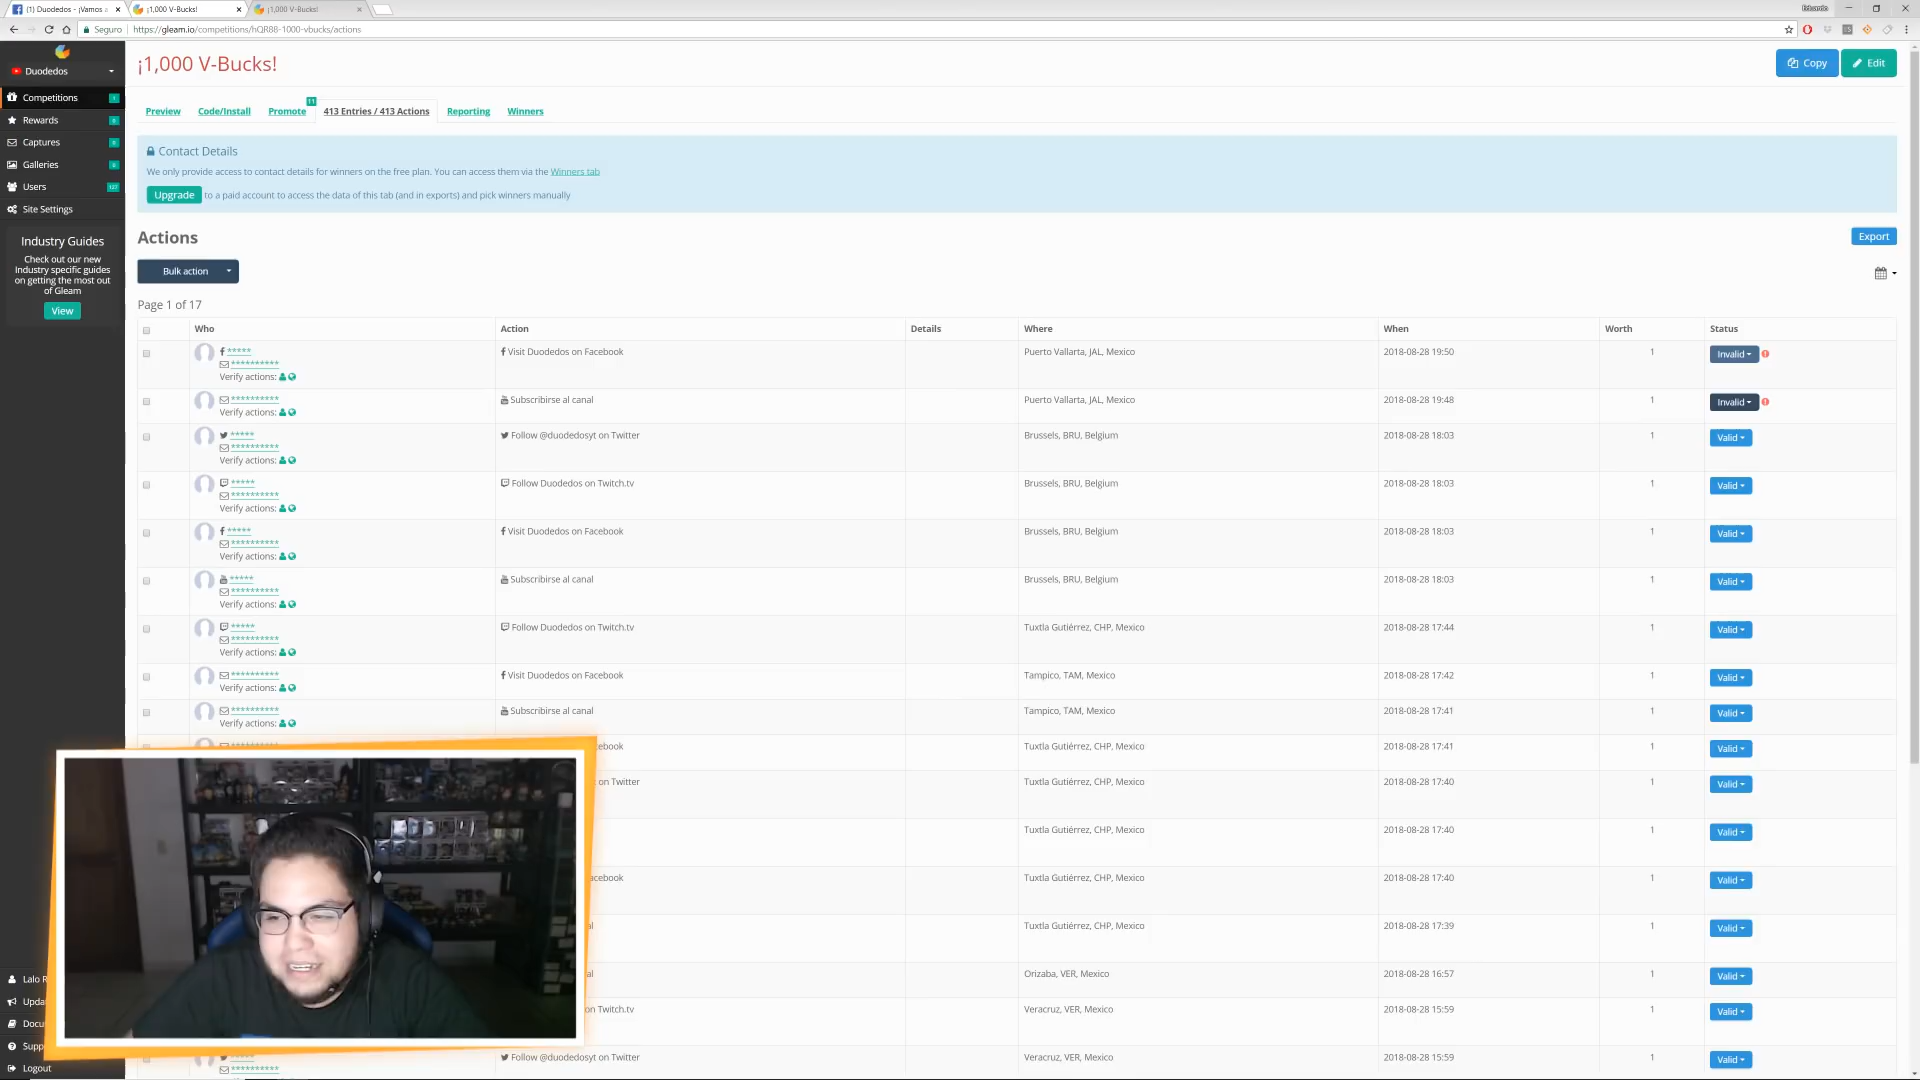 (1) Duodedos - ¡Vamos a
¡1,000 V-Bucks!
¡1,000 V-Bucks!
Seguro
https://gleam.io/competitions/hQR88-1000-vbucks/actions
Duodedos
Competitions
Rewards
Captures
Galleries
Users
127
Site Settings
Industry Guides
Check out our new
Industry specific guides
on getting the most out
of Gleam
View
¡1,000 V-Bucks!
Copy
Edit
Preview
Code/Install
Promote
11
413 Entries / 413 Actions
Reporting
Winners
Contact Details
We only provide access to contact details for winners on the free plan. You can access them via the Winners tab
Upgrade to a paid account to access the data of this tab (and in exports) and pick winners manually
Actions
Export
Bulk action
Page 1 of 17
Who Action Details Where When Worth Status
***** Visit Duodedos on Facebook Puerto Vallarta, JAL, Mexico 2018-08-28 19:50 1 Invalid
**********
Verify actions:
********** Subscribirse al canal Puerto Vallarta, JAL, Mexico 2018-08-28 19:48 1 Invalid
Verify actions:
***** Follow @duodedosyt on Twitter Brussels, BRU, Belgium 2018-08-28 18:03 1 Valid
**********
Verify actions:
***** Follow Duodedos on Twitch.tv Brussels, BRU, Belgium 2018-08-28 18:03 1 Valid
**********
Verify actions:
***** Visit Duodedos on Facebook Brussels, BRU, Belgium 2018-08-28 18:03 1 Valid
**********
Verify actions:
***** Subscribirse al canal Brussels, BRU, Belgium 2018-08-28 18:03 1 Valid
**********
Verify actions:
***** Follow Duodedos on Twitch.tv Tuxtla Gutiérrez, CHP, Mexico 2018-08-28 17:44 1 Valid
**********
Verify actions:
********** Visit Duodedos on Facebook Tampico, TAM, Mexico 2018-08-28 17:42 1 Valid
Verify actions:
********** Subscribirse al canal Tampico, TAM, Mexico 2018-08-28 17:41 1 Valid
Verify actions:
ebook Tuxtla Gutiérrez, CHP, Mexico 2018-08-28 17:41 1 Valid
on Twitter Tuxtla Gutiérrez, CHP, Mexico 2018-08-28 17:40 1 Valid
Tuxtla Gutiérrez, CHP, Mexico 2018-08-28 17:40 1 Valid
acebook Tuxtla Gutiérrez, CHP, Mexico 2018-08-28 17:40 1 Valid
al Tuxtla Gutiérrez, CHP, Mexico 2018-08-28 17:39 1 Valid
al Orizaba, VER, Mexico 2018-08-28 16:57 1 Valid
on Twitch.tv Veracruz, VER, Mexico 2018-08-28 15:59 1 Valid
Follow @duodedosyt on Twitter Veracruz, VER, Mexico 2018-08-28 15:59 1 Valid
**********
Lalo R
Upda
Docu
Supp
Logout